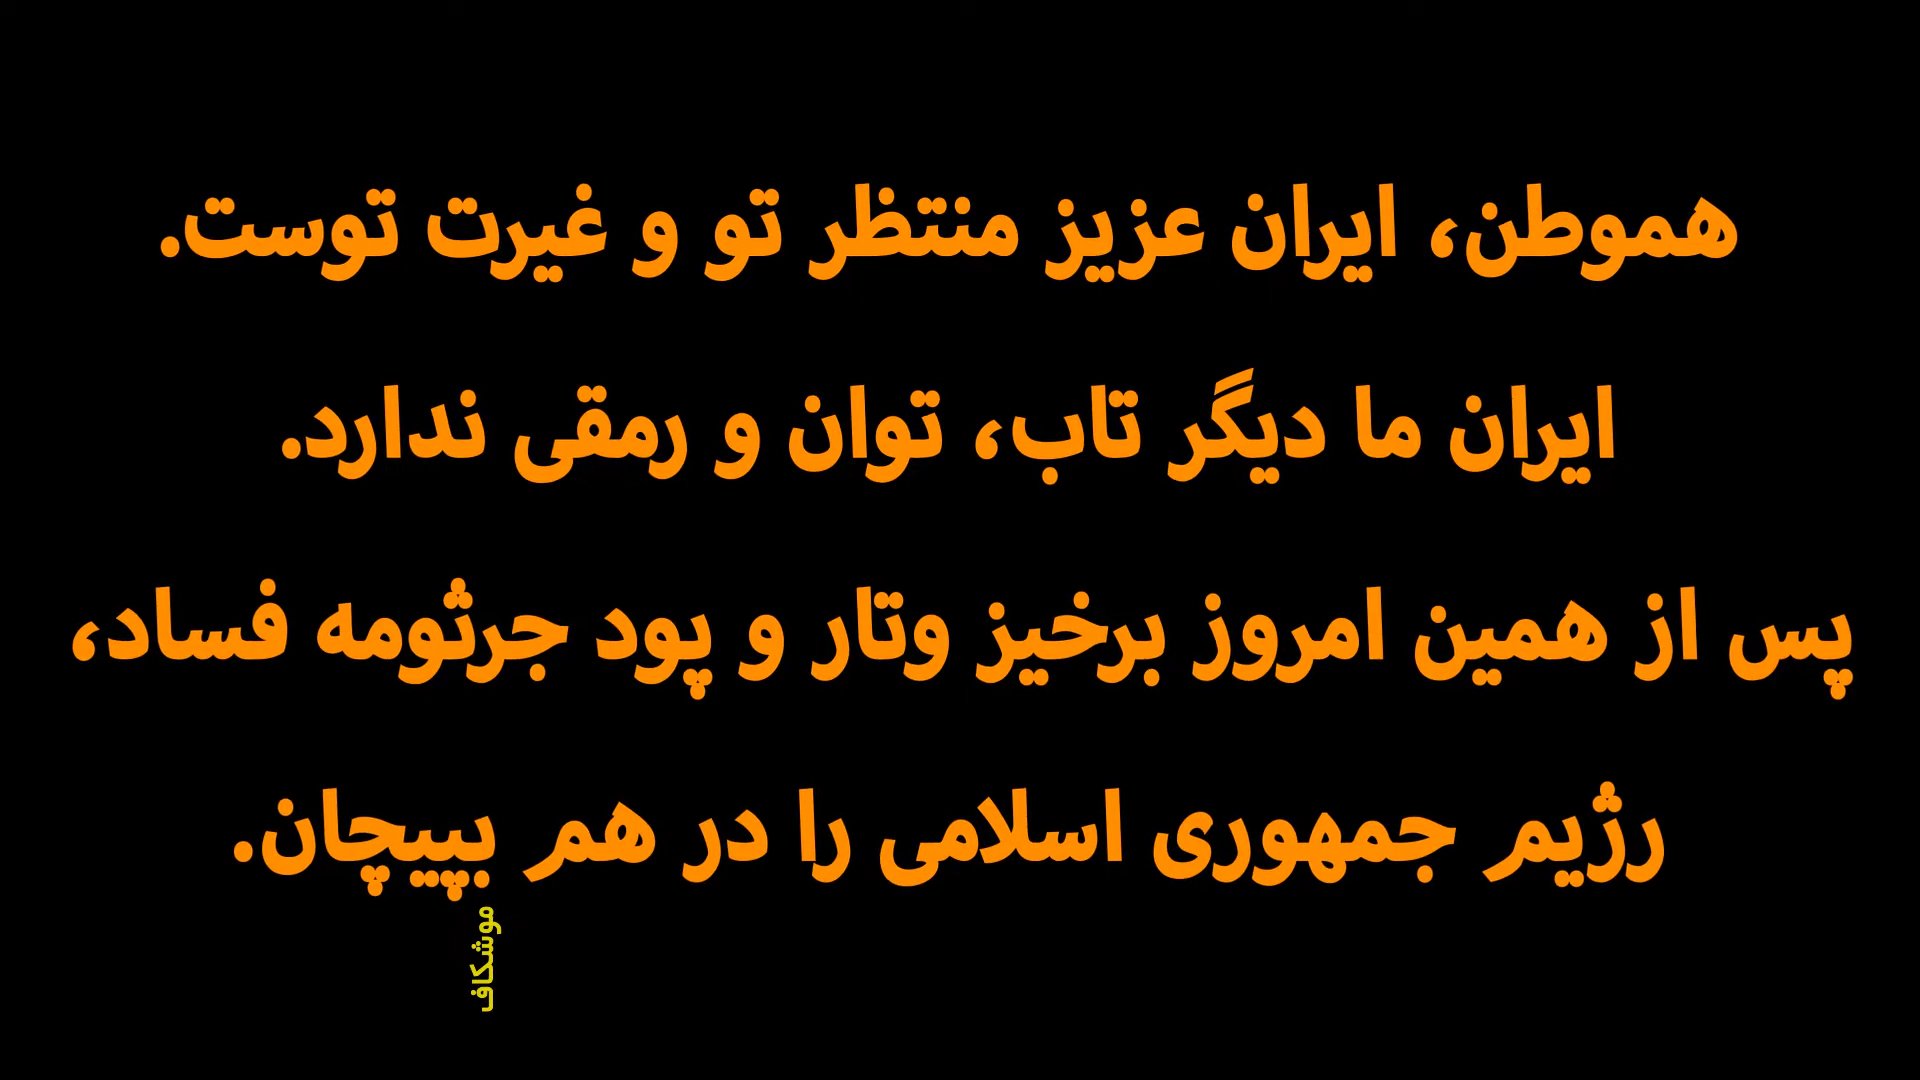 هموطن، ایران عزیز منتظر تو و غیرت توست.
ایران ما دیگر تاب، توان و رمقی ندارد.
پس از همین امروز برخیز وتار و پود جرثومه فساد،
رژیم جمهوری اسلامی را در هم بپیچان.
موشکاف